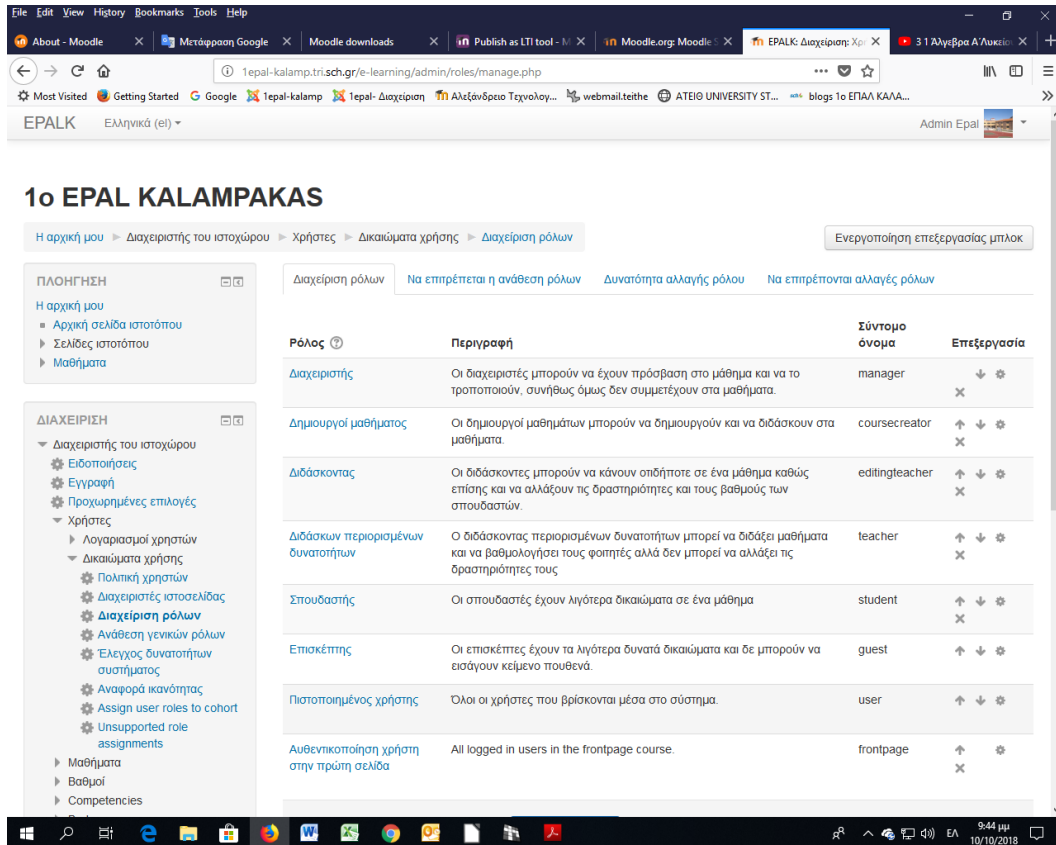 File Edit View History Bookmarks Tools Help
About - Moodle
Μετάφραση Google
Moodle downloads
Publish as LTI tool - M
Moodle.org: Moodle S
EPALK: Διαχείριση: Χρή
3 1 Άλγεβρα Α΄Λυκείου
1epal-kalamp.tri.sch.gr/e-learning/admin/roles/manage.php
Most Visited Getting Started Google 1epal-kalamp 1epal- Διαχείριση Αλεξάνδρειο Τεχνολογ... webmail.teithe ΑΤΕΙΘ UNIVERSITY ST... blogs 1ο ΕΠΑΛ ΚΑΛΑ...
EPALK Ελληνικά (el) Admin Epal
1o EPAL KALAMPAKAS
Η αρχική μου Διαχειριστής του ιστοχώρου Χρήστες Δικαιώματα χρήσης Διαχείριση ρόλων
Ενεργοποίηση επεξεργασίας μπλοκ
ΠΛΟΗΓΗΣΗ
Η αρχική μου
Αρχική σελίδα ιστοτόπου
Σελίδες ιστοτόπου
Μαθήματα
ΔΙΑΧΕΙΡΙΣΗ
Διαχειριστής του ιστοχώρου
Ειδοποιήσεις
Εγγραφή
Προχωρημένες επιλογές
Χρήστες
Λογαριασμοί χρηστών
Δικαιώματα χρήσης
Πολιτική χρηστών
Διαχειριστές ιστοσελίδας
Διαχείριση ρόλων
Ανάθεση γενικών ρόλων
Έλεγχος δυνατοτήτων
συστήματος
Αναφορά ικανότητας
Assign user roles to cohort
Unsupported role
assignments
Μαθήματα
Βαθμοί
Competencies
Διαχείριση ρόλων Να επιτρέπεται η ανάθεση ρόλων Δυνατότητα αλλαγής ρόλου Να επιτρέπονται αλλαγές ρόλων
Σύντομο
Ρόλος Περιγραφή όνομα Επεξεργασία
Διαχειριστής Οι διαχειριστές μπορούν να έχουν πρόσβαση στο μάθημα και να το manager
τροποποιούν, συνήθως όμως δεν συμμετέχουν στα μαθήματα.
Δημιουργοί μαθήματος Οι δημιουργοί μαθημάτων μπορούν να δημιουργούν και να διδάσκουν στα coursecreator
μαθήματα.
Διδάσκοντας Οι διδάσκοντες μπορούν να κάνουν οτιδήποτε σε ένα μάθημα καθώς editingteacher
επίσης και να αλλάξουν τις δραστηριότητες και τους βαθμούς των
σπουδαστών.
Διδάσκων περιορισμένων Ο διδάσκοντας περιορισμένων δυνατοτήτων μπορεί να διδάξει μαθήματα teacher
δυνατοτήτων και να βαθμολογήσει τους φοιτητές αλλά δεν μπορεί να αλλάξει τις
δραστηριότητες τους
Σπουδαστής Οι σπουδαστές έχουν λιγότερα δικαιώματα σε ένα μάθημα student
Επισκέπτης Οι επισκέπτες έχουν τα λιγότερα δυνατά δικαιώματα και δε μπορούν να guest
εισάγουν κείμενο πουθενά.
Πιστοποιημένος χρήστης Όλοι οι χρήστες που βρίσκονται μέσα στο σύστημα. user
Αυθεντικοποίηση χρήστη All logged in users in the frontpage course. frontpage
στην πρώτη σελίδα
ΕΛ 9:44 μμ
10/10/2018